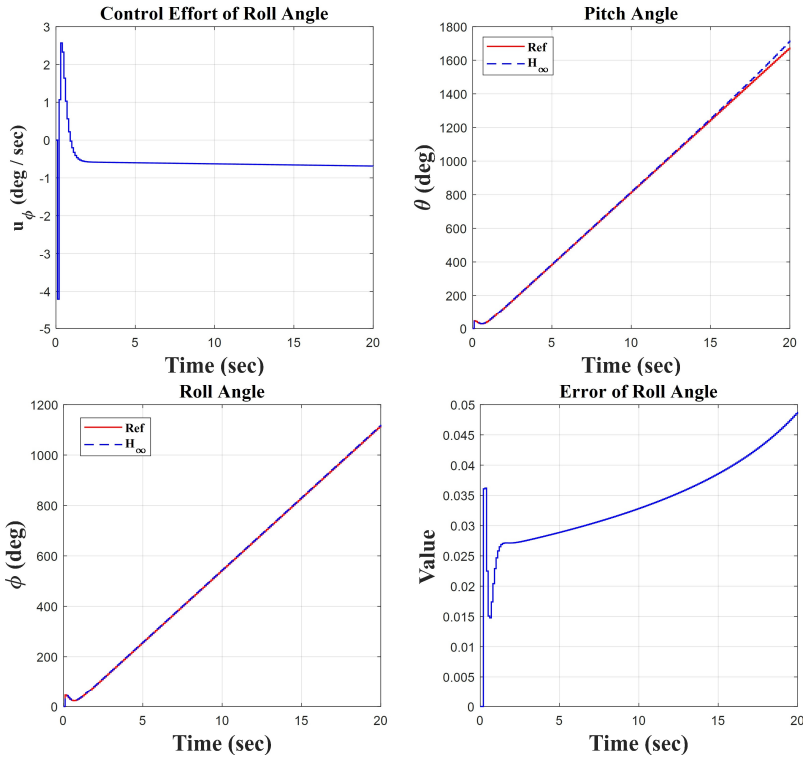 Control Effort of Roll Angle
3
2
1
0
-1
-2
-3
-4
-5
u_ϕ (deg / sec)
0 5 10 15 20
Time (sec)
Pitch Angle
Ref
H∞
1800
1600
1400
1200
1000
800
600
400
200
0
θ (deg)
0 5 10 15 20
Time (sec)
Roll Angle
Ref
H∞
1200
1000
800
600
400
200
0
ϕ (deg)
0 5 10 15 20
Time (sec)
Error of Roll Angle
0.05
0.045
0.04
0.035
0.03
0.025
0.02
0.015
0.01
0.005
0
Value
0 5 10 15 20
Time (sec)